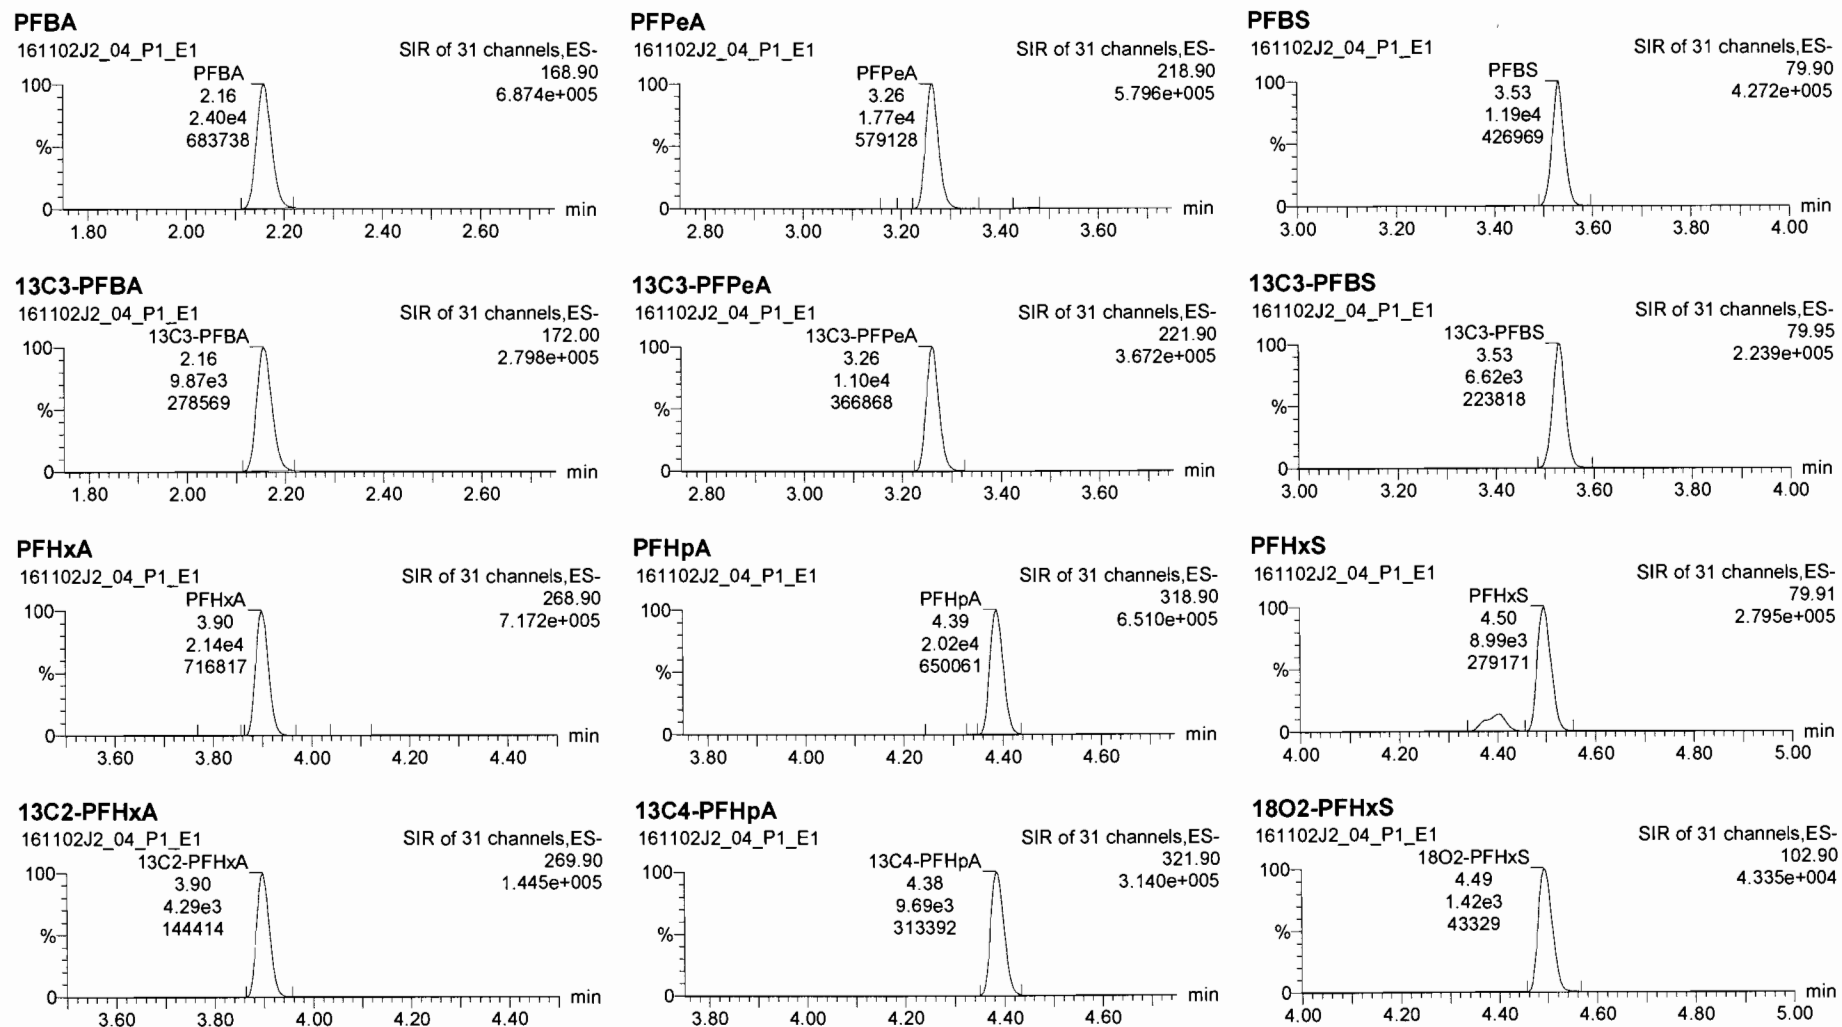 PFBA
161102J2_04_P1_E1
SIR of 31 channels,ES-
168.90
6.874e+005
PFBA
2.16
2.40e4
683738
100
%
0
min
1.80 2.00 2.20 2.40 2.60
PFPeA
161102J2_04_P1_E1
SIR of 31 channels,ES-
218.90
5.796e+005
PFPeA
3.26
1.77e4
579128
100
%
0
min
2.80 3.00 3.20 3.40 3.60
PFBS
161102J2_04_P1_E1
SIR of 31 channels,ES-
79.90
4.272e+005
PFBS
3.53
1.19e4
426969
100
%
0
min
3.00 3.20 3.40 3.60 3.80 4.00
13C3-PFBA
161102J2_04_P1_E1
SIR of 31 channels,ES-
172.00
2.798e+005
13C3-PFBA
2.16
9.87e3
278569
100
%
0
min
1.80 2.00 2.20 2.40 2.60
13C3-PFPeA
161102J2_04_P1_E1
SIR of 31 channels,ES-
221.90
3.672e+005
13C3-PFPeA
3.26
1.10e4
366868
100
%
0
min
2.80 3.00 3.20 3.40 3.60
13C3-PFBS
161102J2_04_P1_E1
SIR of 31 channels,ES-
79.95
2.239e+005
13C3-PFBS
3.53
6.62e3
223818
100
%
0
min
3.00 3.20 3.40 3.60 3.80 4.00
PFHxA
161102J2_04_P1_E1
SIR of 31 channels,ES-
268.90
7.172e+005
PFHxA
3.90
2.14e4
716817
100
%
0
min
3.60 3.80 4.00 4.20 4.40
PFHpA
161102J2_04_P1_E1
SIR of 31 channels,ES-
318.90
6.510e+005
PFHpA
4.39
2.02e4
650061
100
%
0
min
3.80 4.00 4.20 4.40 4.60
PFHxS
161102J2_04_P1_E1
SIR of 31 channels,ES-
79.91
2.795e+005
PFHxS
4.50
8.99e3
279171
100
%
0
min
4.00 4.20 4.40 4.60 4.80 5.00
13C2-PFHxA
161102J2_04_P1_E1
SIR of 31 channels,ES-
269.90
1.445e+005
13C2-PFHxA
3.90
4.29e3
144414
100
%
0
min
3.60 3.80 4.00 4.20 4.40
13C4-PFHpA
161102J2_04_P1_E1
SIR of 31 channels,ES-
321.90
3.140e+005
13C4-PFHpA
4.38
9.69e3
313392
100
%
0
min
3.80 4.00 4.20 4.40 4.60
18O2-PFHxS
161102J2_04_P1_E1
SIR of 31 channels,ES-
102.90
4.335e+004
18O2-PFHxS
4.49
1.42e3
43329
100
%
0
min
4.00 4.20 4.40 4.60 4.80 5.00